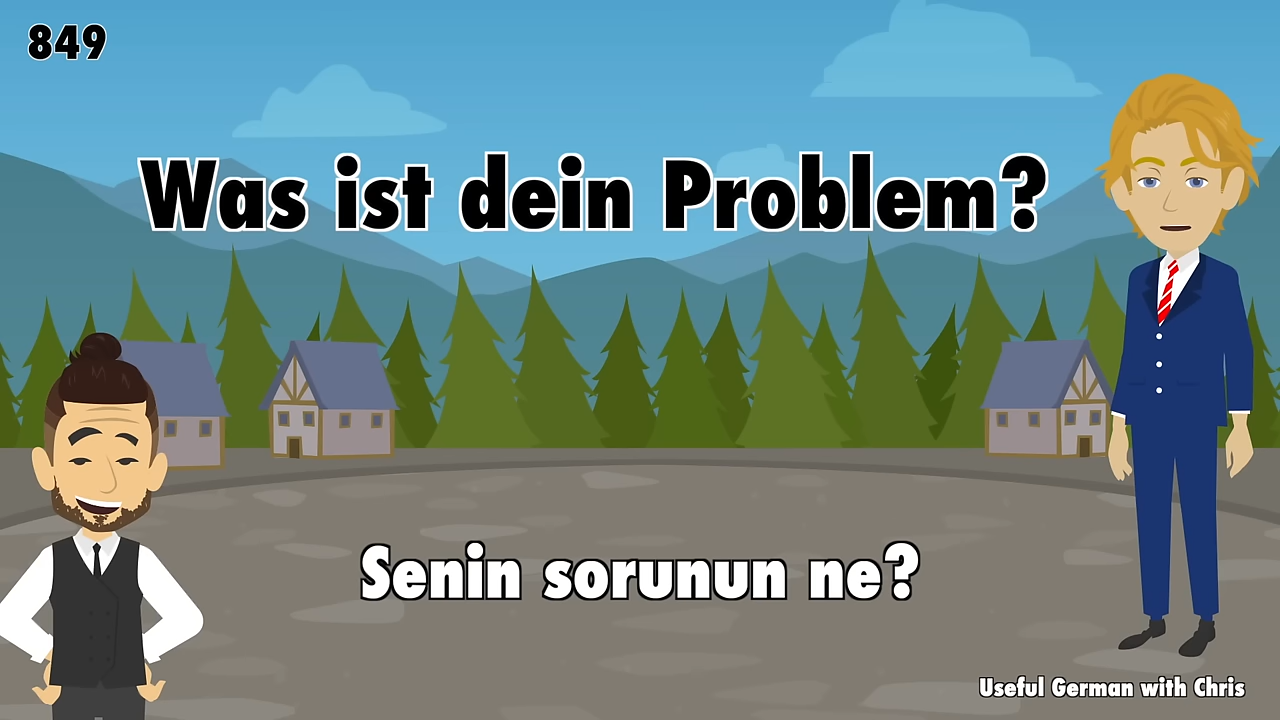 849
Was ist dein Problem?
Senin sorunun ne?
Useful German with Chris